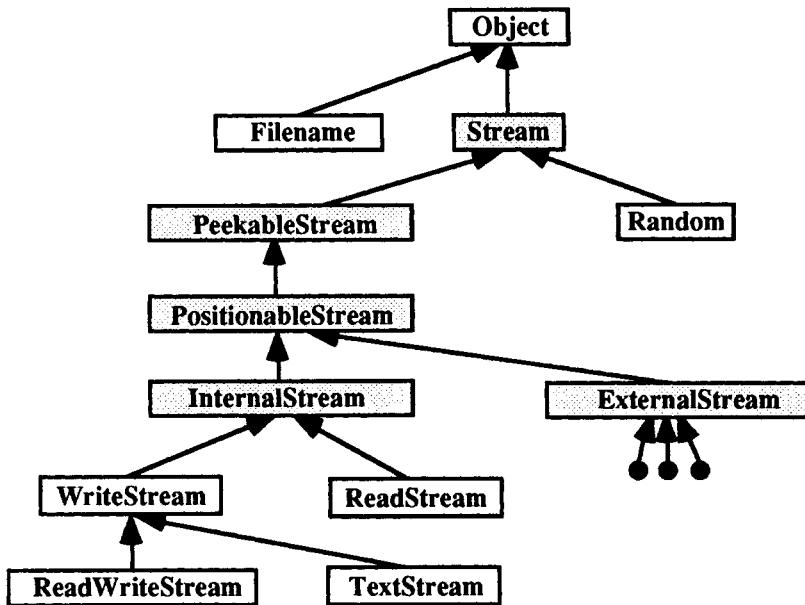 Object
Filename
Stream
PeekableStream
Random
PositionableStream
InternalStream
ExternalStream
WriteStream
ReadStream
ReadWriteStream
TextStream